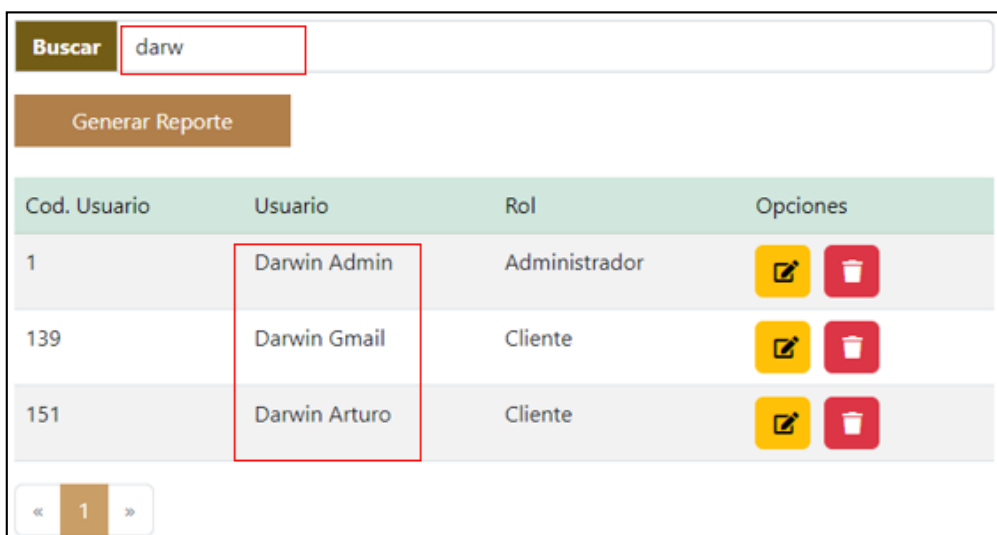 Buscar darw
Generar Reporte
Cod. Usuario Usuario Rol Opciones
1 Darwin Admin Administrador
139 Darwin Gmail Cliente
151 Darwin Arturo Cliente
« 1 »